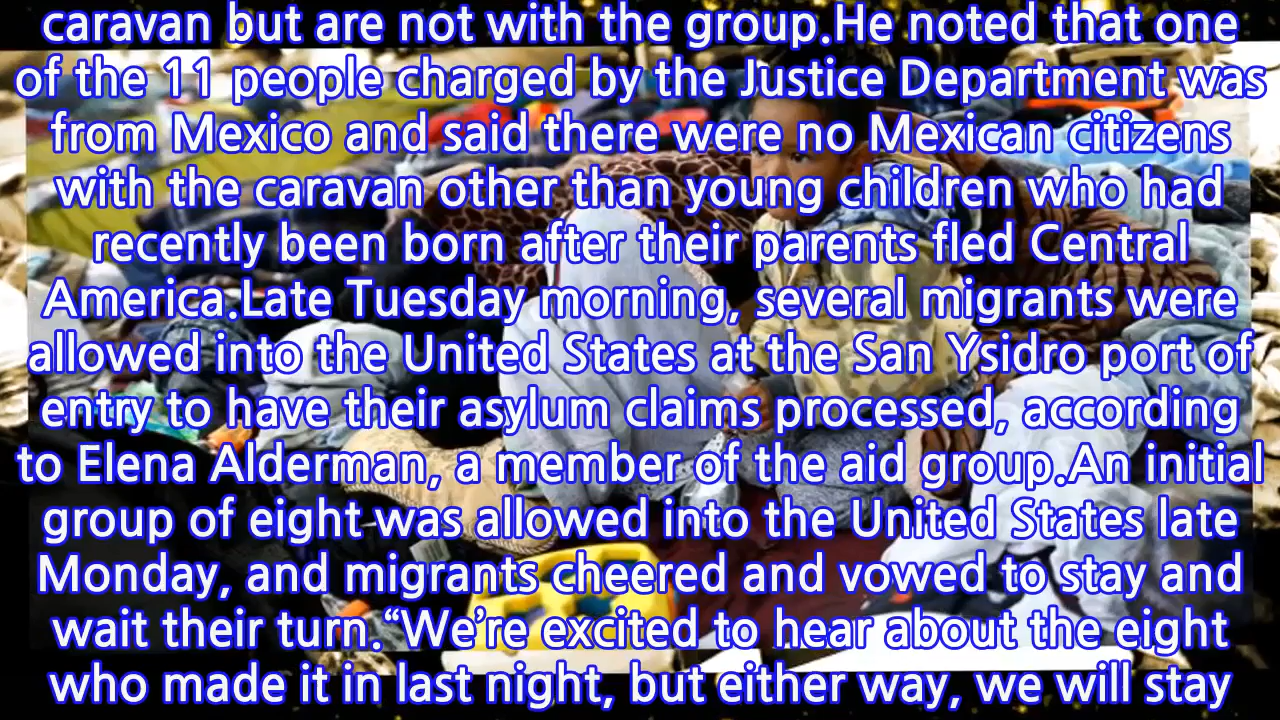 caravan but are not with the group.He noted that one
of the 11 people charged by the Justice Department was
from Mexico and said there were no Mexican citizens
with the caravan other than young children who had
recently been born after their parents fled Central
America.Late Tuesday morning, several migrants were
allowed into the United States at the San Ysidro port of
entry to have their asylum claims processed, according
to Elena Alderman, a member of the aid group.An initial
group of eight was allowed into the United States late
Monday, and migrants cheered and vowed to stay and
wait their turn.“We’re excited to hear about the eight
who made it in last night, but either way, we will stay